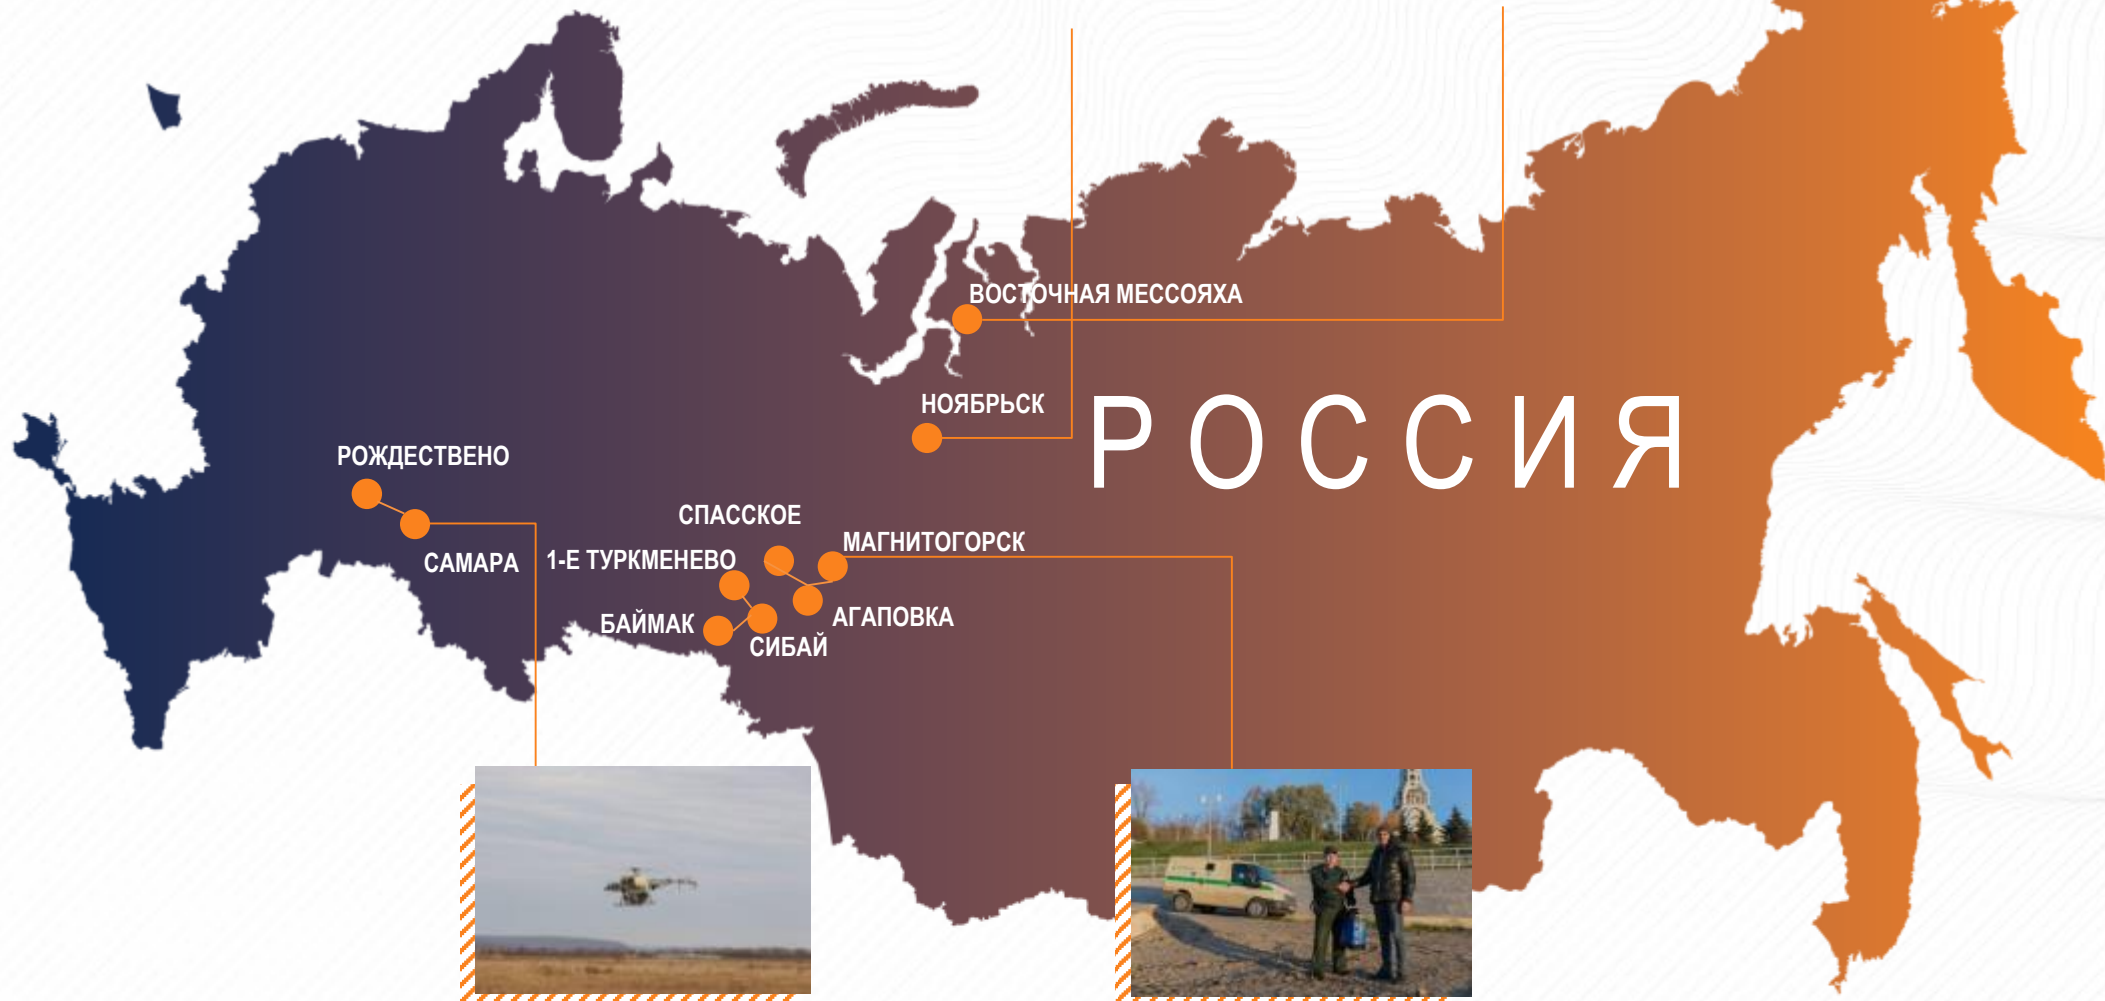 ВОСТОЧНАЯ МЕССОЯХА
НОЯБРЬСК
РОССИЯ
РОЖДЕСТВЕНО
САМАРА
СПАССКОЕ
МАГНИТОГОРСК
1-Е ТУРКМЕНЕВО
БАЙМАК
АГАПОВКА
СИБАЙ